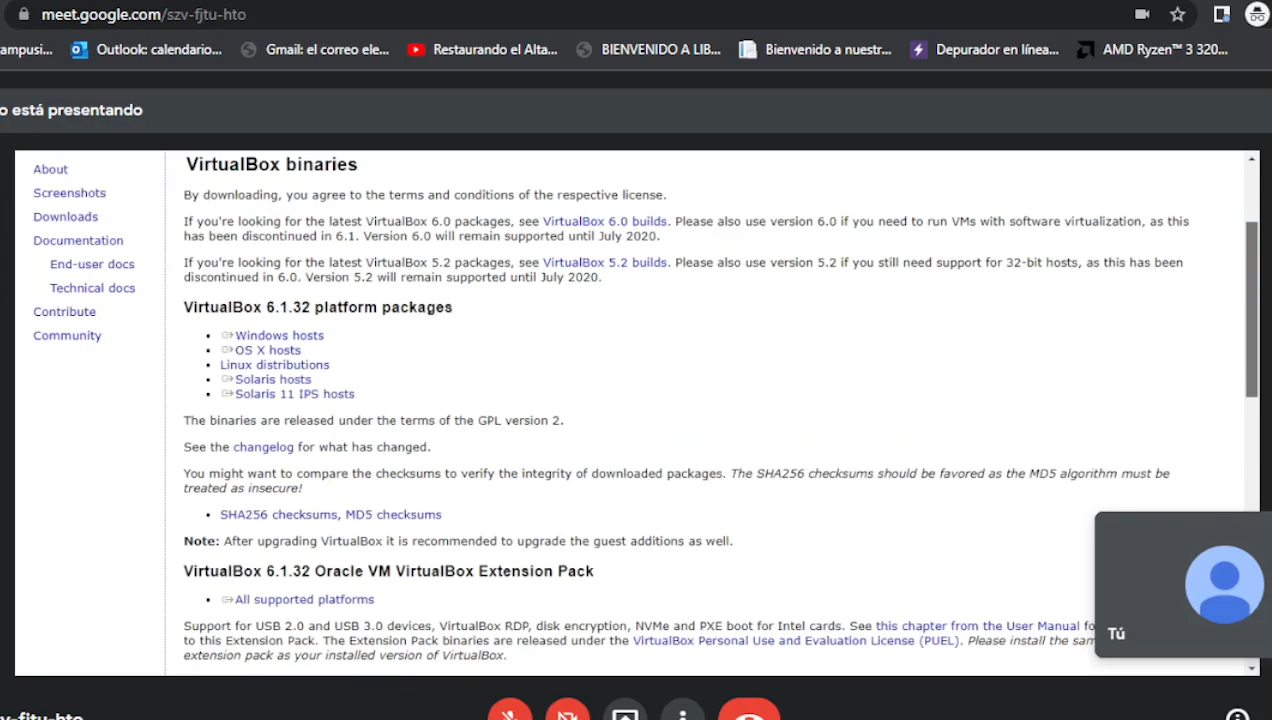 meet.google.com/szv-fjtu-hto
ampusi... Outlook: calendario... Gmail: el correo ele... Restaurando el Alta... BIENVENIDO A LIB... Bienvenido a nuestr... Depurador en línea... AMD Ryzen™ 3 320...
o está presentando
About
Screenshots
Downloads
Documentation
End-user docs
Technical docs
Contribute
Community
VirtualBox binaries
By downloading, you agree to the terms and conditions of the respective license.
If you're looking for the latest VirtualBox 6.0 packages, see VirtualBox 6.0 builds. Please also use version 6.0 if you need to run VMs with software virtualization, as this
has been discontinued in 6.1. Version 6.0 will remain supported until July 2020.
If you're looking for the latest VirtualBox 5.2 packages, see VirtualBox 5.2 builds. Please also use version 5.2 if you still need support for 32-bit hosts, as this has been
discontinued in 6.0. Version 5.2 will remain supported until July 2020.
VirtualBox 6.1.32 platform packages
• Windows hosts
• OS X hosts
• Linux distributions
• Solaris hosts
• Solaris 11 IPS hosts
The binaries are released under the terms of the GPL version 2.
See the changelog for what has changed.
You might want to compare the checksums to verify the integrity of downloaded packages. The SHA256 checksums should be favored as the MD5 algorithm must be
treated as insecure!
• SHA256 checksums, MD5 checksums
Note: After upgrading VirtualBox it is recommended to upgrade the guest additions as well.
VirtualBox 6.1.32 Oracle VM VirtualBox Extension Pack
• All supported platforms
Support for USB 2.0 and USB 3.0 devices, VirtualBox RDP, disk encryption, NVMe and PXE boot for Intel cards. See this chapter from the User Manual fo
to this Extension Pack. The Extension Pack binaries are released under the VirtualBox Personal Use and Evaluation License (PUEL). Please install the sam
extension pack as your installed version of VirtualBox.
Tú
zv-fjtu-hto